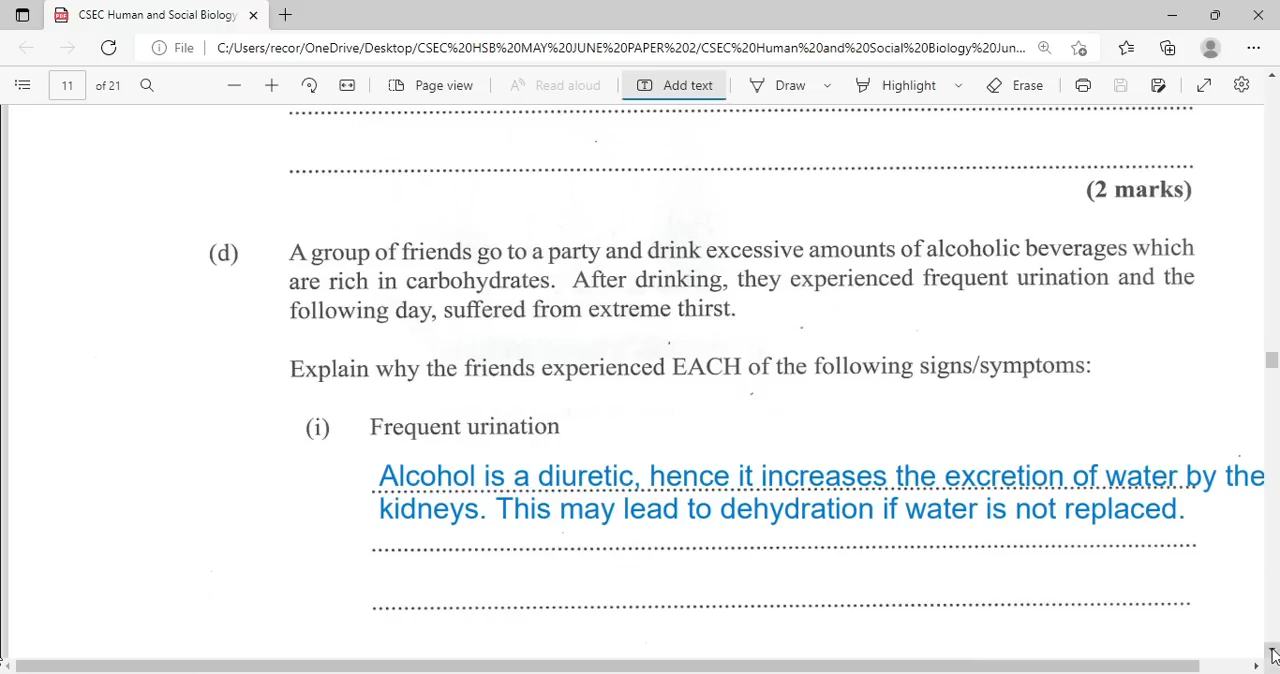 CSEC Human and Social Biology
File C:/Users/recor/OneDrive/Desktop/CSEC%20HSB%20MAY%20JUNE%20PAPER%202/CSEC%20Human%20and%20Social%20Biology%20Jun...
11 of 21 Page view Read aloud Add text Draw Highlight Erase
(2 marks)
(d) A group of friends go to a party and drink excessive amounts of alcoholic beverages which
are rich in carbohydrates. After drinking, they experienced frequent urination and the
following day, suffered from extreme thirst.
Explain why the friends experienced EACH of the following signs/symptoms:
(i) Frequent urination
Alcohol is a diuretic, hence it increases the excretion of water by the
kidneys. This may lead to dehydration if water is not replaced.